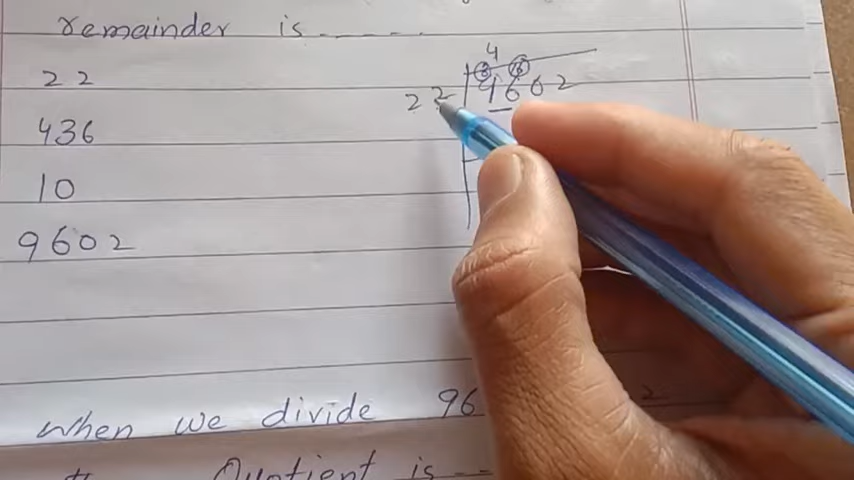 remainder is------
4
22
22 9602
436
10
9602
when we divide 96
Quotient is--